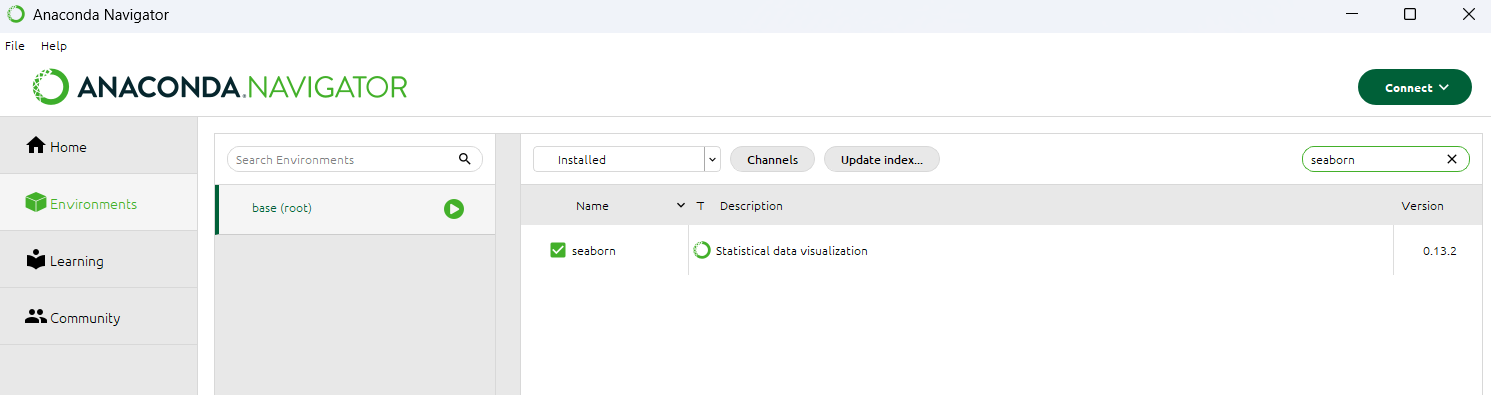 Anaconda Navigator
File Help
ANACONDA.NAVIGATOR
Connect
Home
Environments
Learning
Community
Search Environments
base (root)
Installed Channels Update index... seaborn
Name T Description Version
seaborn Statistical data visualization 0.13.2